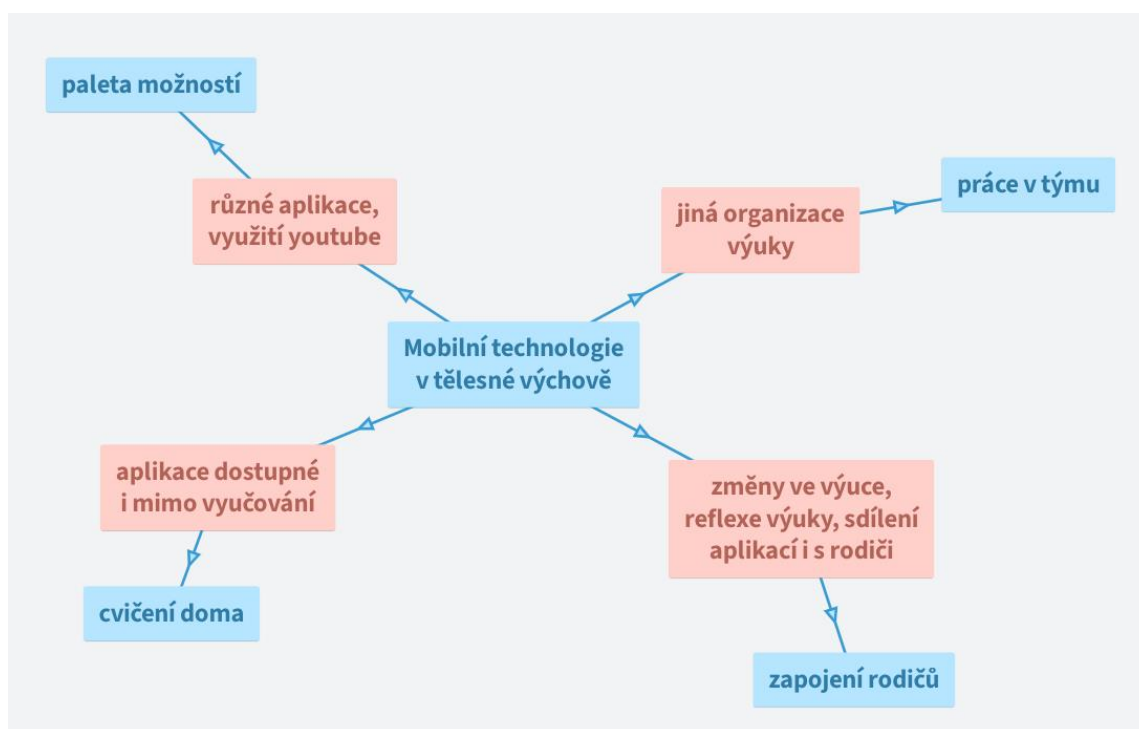 paleta možností
různé aplikace,
využití youtube
jiná organizace
výuky
práce v týmu
Mobilní technologie
v tělesné výchově
aplikace dostupné
i mimo vyučování
změny ve výuce,
reflexe výuky, sdílení
aplikací i s rodiči
cvičení doma
zapojení rodičů